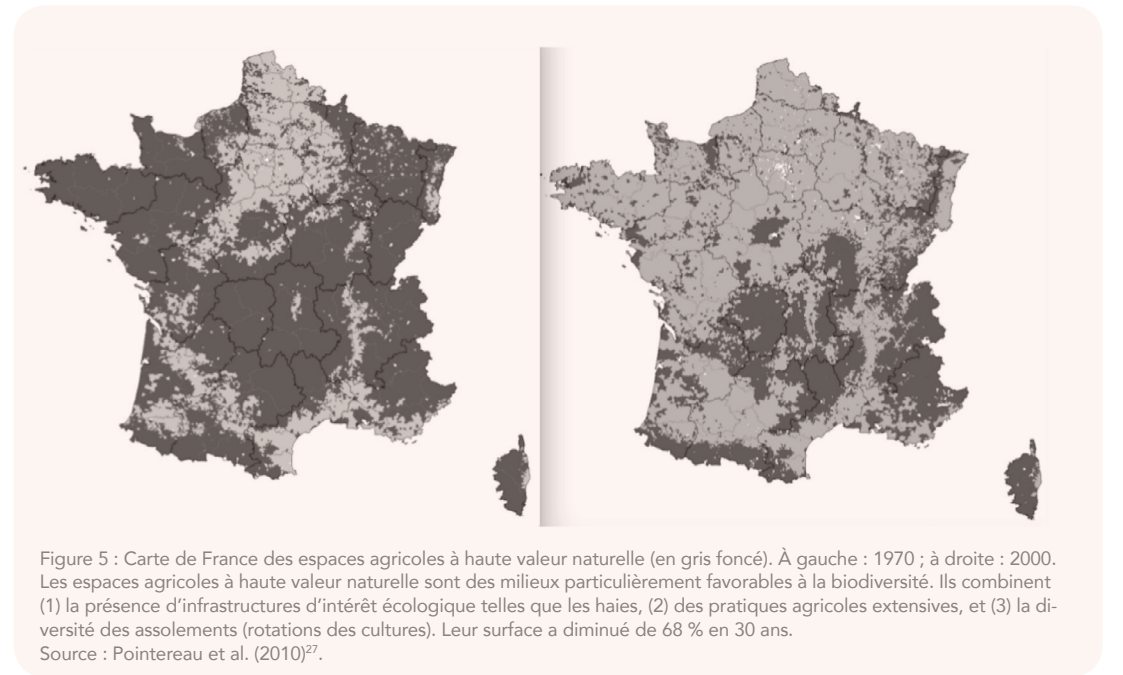 Figure 5 : Carte de France des espaces agricoles à haute valeur naturelle (en gris foncé). À gauche : 1970 ; à droite : 2000.
Les espaces agricoles à haute valeur naturelle sont des milieux particulièrement favorables à la biodiversité. Ils combinent
(1) la présence d’infrastructures d’intérêt écologique telles que les haies, (2) des pratiques agricoles extensives, et (3) la di-
versité des assolements (rotations des cultures). Leur surface a diminué de 68 % en 30 ans.
Source : Pointereau et al. (2010)27.